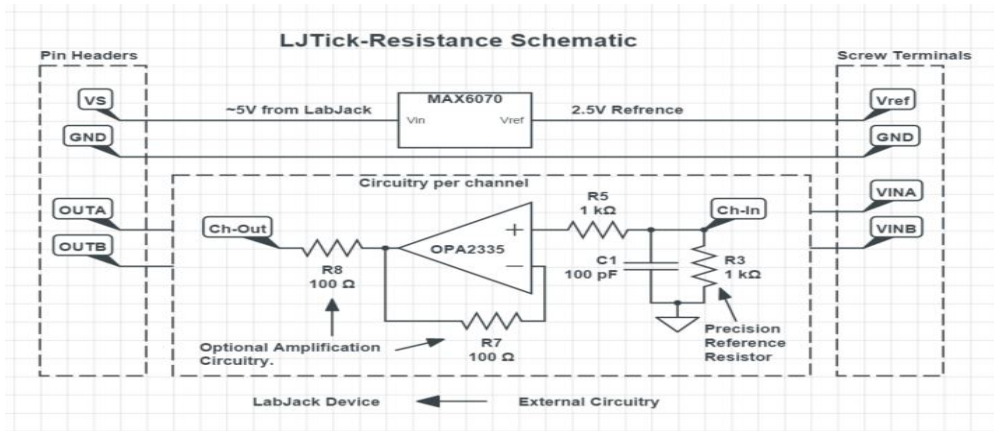 LJTick-Resistance Schematic
Pin Headers
Screw Terminals
VS
~5V from LabJack
MAX6070
Vin
Vref
2.5V Refrence
Vref
GND
GND
Circuitry per channel
OUTA
OUTB
Ch-Out
R8
100 Ω
OPA2335
+
−
R7
100 Ω
R5
1 kΩ
C1
100 pF
Ch-In
R3
1 kΩ
VINA
VINB
Optional Amplification
Circuitry.
Precision
Reference
Resistor
LabJack Device
External Circuitry